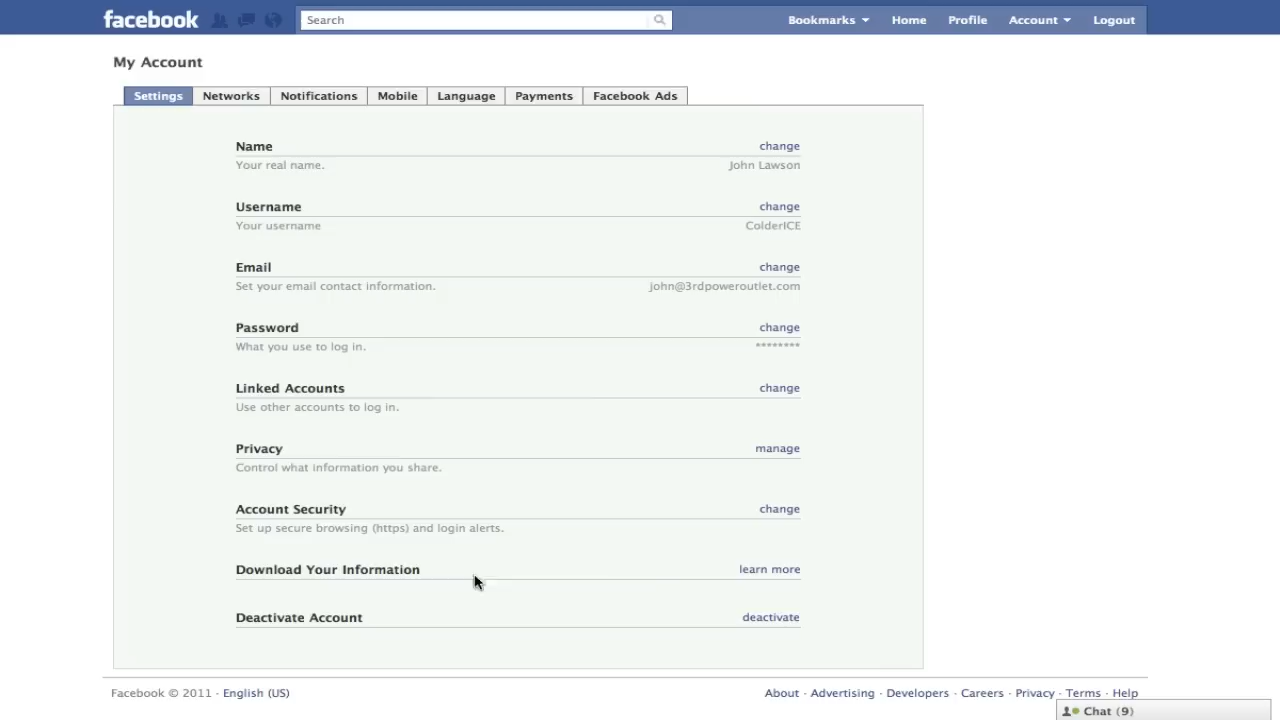 facebook Search Bookmarks Home Profile Account Logout
My Account
Settings Networks Notifications Mobile Language Payments Facebook Ads
Name change
Your real name. John Lawson
Username change
Your username ColderICE
Email change
Set your email contact information. john@3rdpoweroutlet.com
Password change
What you use to log in. ********
Linked Accounts change
Use other accounts to log in.
Privacy manage
Control what information you share.
Account Security change
Set up secure browsing (https) and login alerts.
Download Your Information learn more
Deactivate Account deactivate
Facebook © 2011 · English (US) About · Advertising · Developers · Careers · Privacy · Terms · Help
Chat (9)